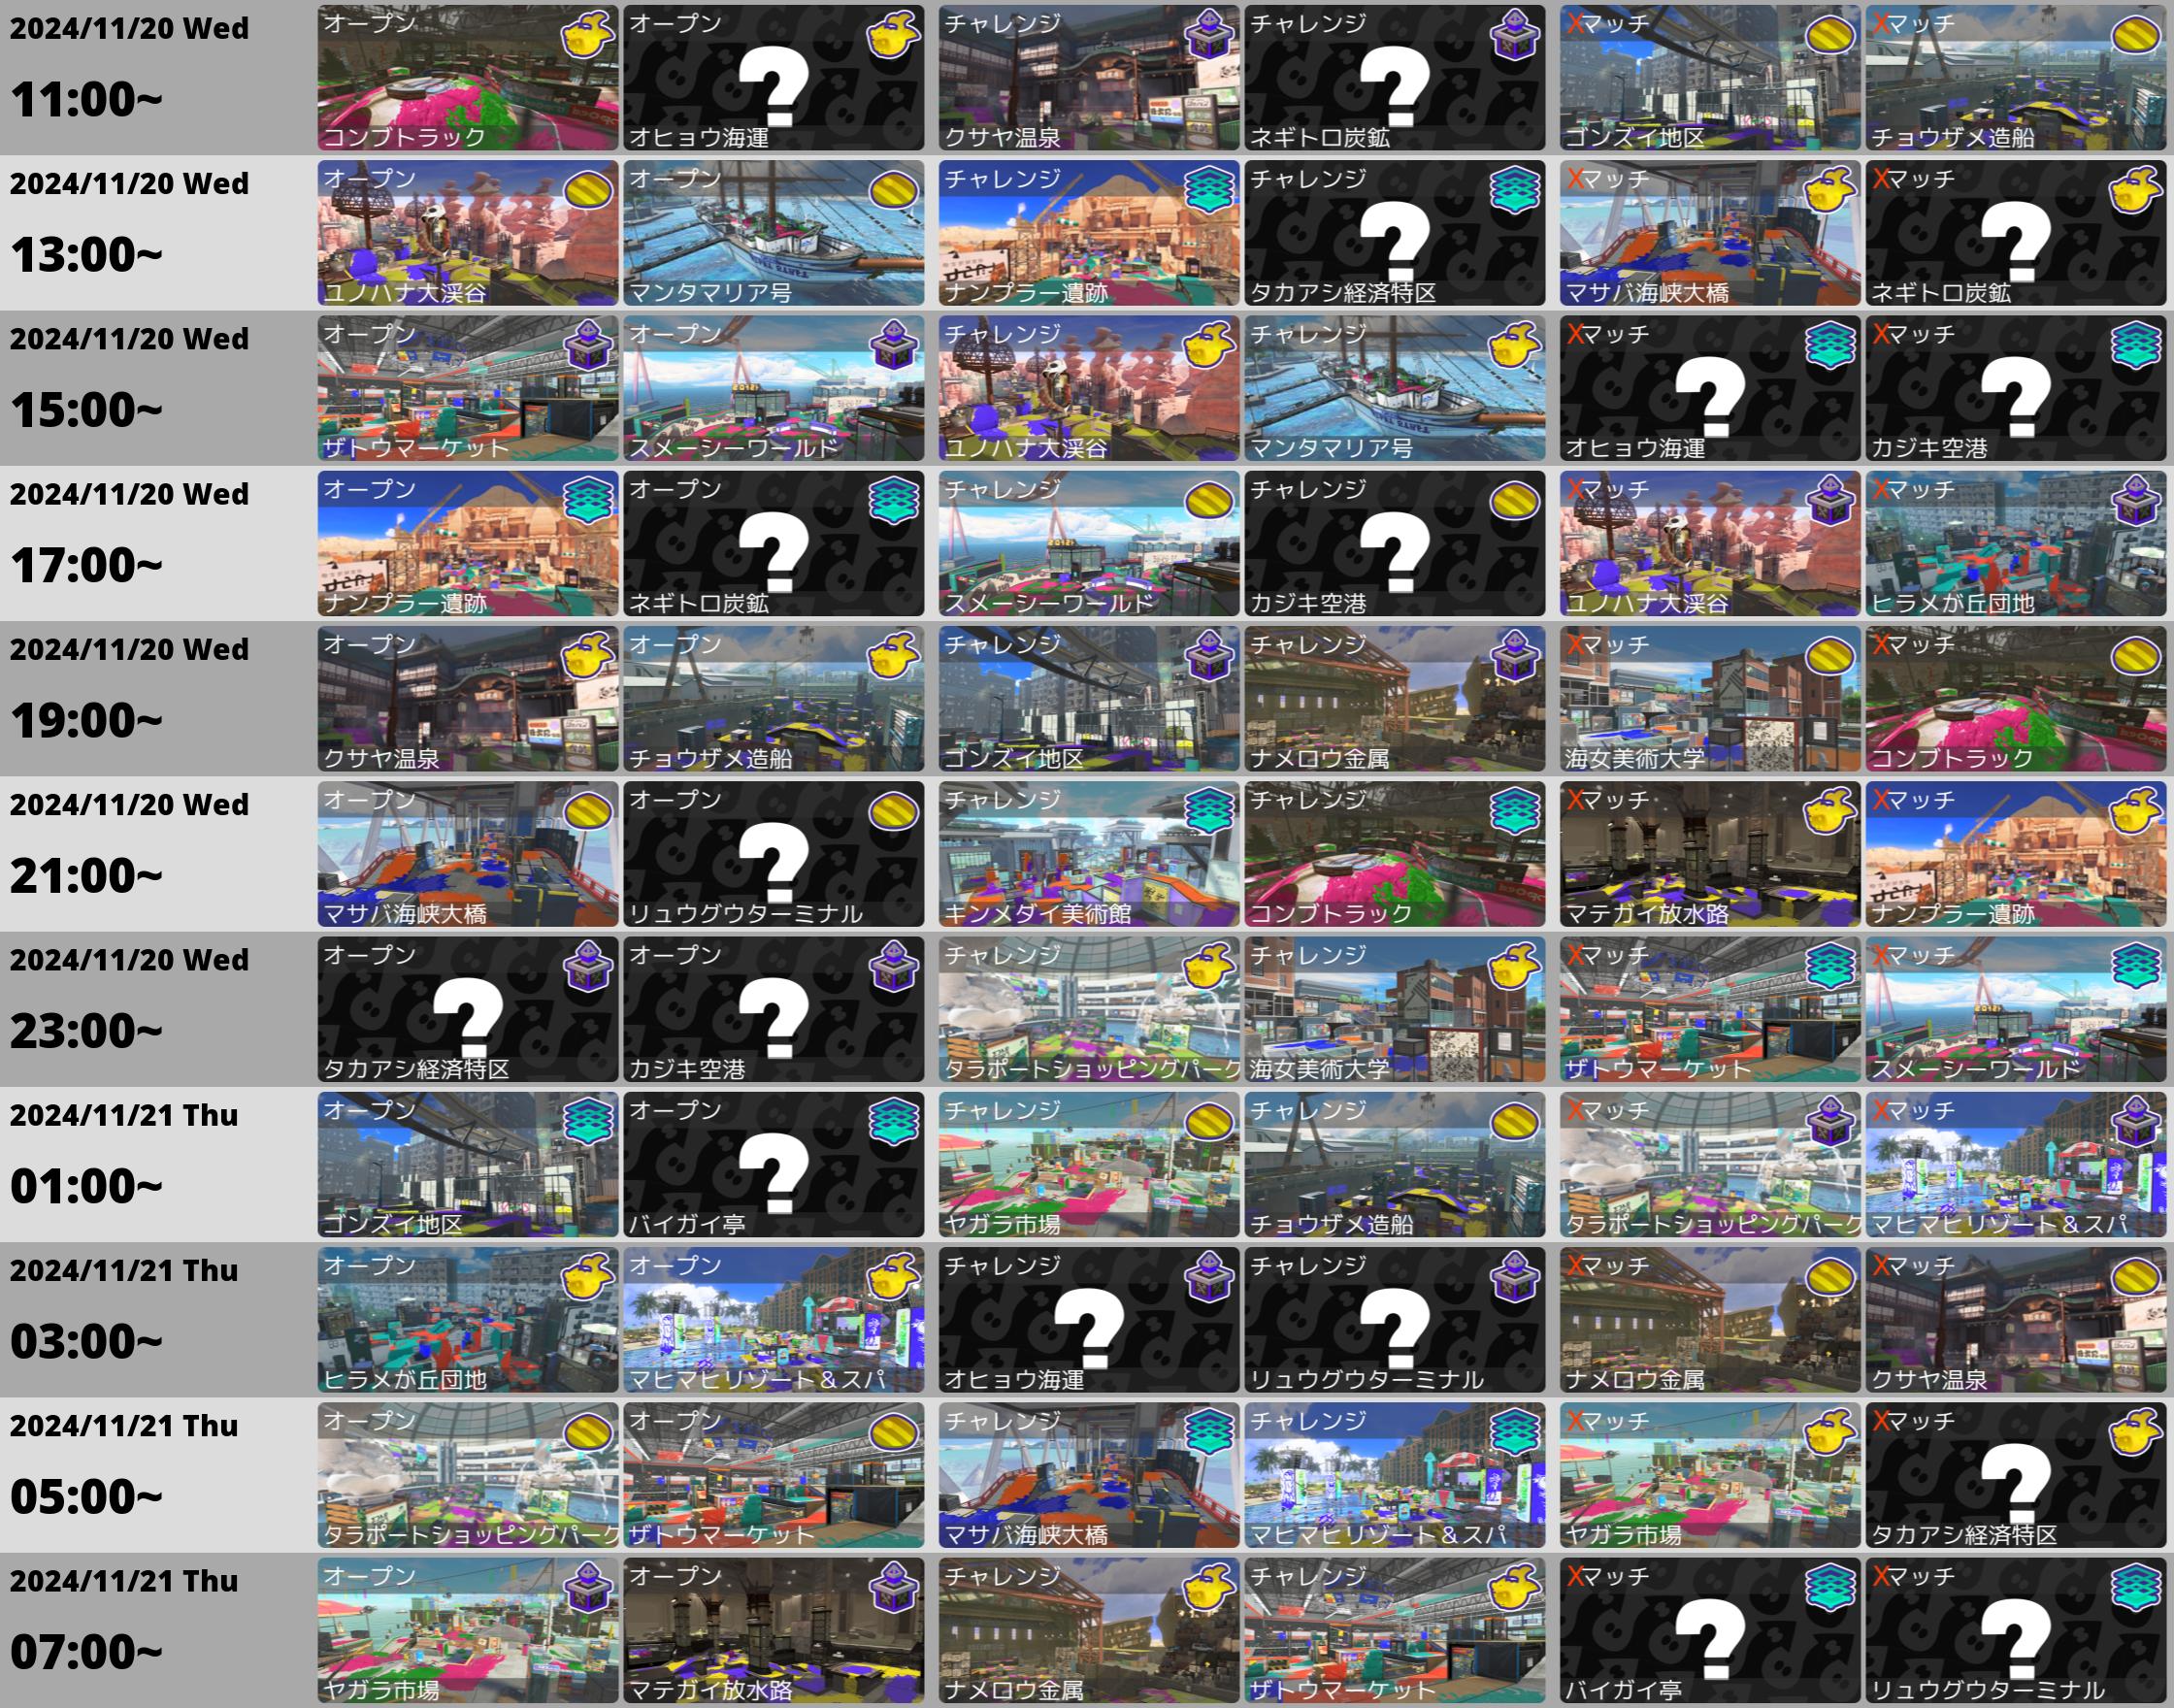 2024/11/20 Wed
11:00~
オープン
コンブトラック
オープン
オヒョウ海運
チャレンジ
クサヤ温泉
チャレンジ
ネギトロ炭鉱
Xマッチ
ゴンズイ地区
Xマッチ
チョウザメ造船
2024/11/20 Wed
13:00~
オープン
ユノハナ大渓谷
オープン
マンタマリア号
チャレンジ
ナンプラー遺跡
チャレンジ
タカアシ経済特区
Xマッチ
マサバ海峡大橋
Xマッチ
ネギトロ炭鉱
2024/11/20 Wed
15:00~
オープン
ザトウマーケット
オープン
スメーシーワールド
チャレンジ
ユノハナ大渓谷
チャレンジ
マンタマリア号
Xマッチ
オヒョウ海運
Xマッチ
カジキ空港
2024/11/20 Wed
17:00~
オープン
ナンプラー遺跡
オープン
ネギトロ炭鉱
チャレンジ
スメーシーワールド
チャレンジ
カジキ空港
Xマッチ
ユノハナ大渓谷
Xマッチ
ヒラメが丘団地
2024/11/20 Wed
19:00~
オープン
クサヤ温泉
オープン
チョウザメ造船
チャレンジ
ゴンズイ地区
チャレンジ
ナメロウ金属
Xマッチ
海女美術大学
Xマッチ
コンブトラック
2024/11/20 Wed
21:00~
オープン
マサバ海峡大橋
オープン
リュウグウターミナル
チャレンジ
キンメダイ美術館
チャレンジ
コンブトラック
Xマッチ
マテガイ放水路
Xマッチ
ナンプラー遺跡
2024/11/20 Wed
23:00~
オープン
タカアシ経済特区
オープン
カジキ空港
チャレンジ
タラポートショッピングパーク
チャレンジ
海女美術大学
Xマッチ
ザトウマーケット
Xマッチ
スメーシーワールド
2024/11/21 Thu
01:00~
オープン
ゴンズイ地区
オープン
バイガイ亭
チャレンジ
ヤガラ市場
チャレンジ
チョウザメ造船
Xマッチ
タラポートショッピングパーク
Xマッチ
マヒマヒリゾート&スパ
2024/11/21 Thu
03:00~
オープン
ヒラメが丘団地
オープン
マヒマヒリゾート&スパ
チャレンジ
オヒョウ海運
チャレンジ
リュウグウターミナル
Xマッチ
ナメロウ金属
Xマッチ
クサヤ温泉
2024/11/21 Thu
05:00~
オープン
タラポートショッピングパーク
オープン
ザトウマーケット
チャレンジ
マサバ海峡大橋
チャレンジ
マヒマヒリゾート&スパ
Xマッチ
ヤガラ市場
Xマッチ
タカアシ経済特区
2024/11/21 Thu
07:00~
オープン
ヤガラ市場
オープン
マテガイ放水路
チャレンジ
ナメロウ金属
チャレンジ
ザトウマーケット
Xマッチ
バイガイ亭
Xマッチ
リュウグウターミナル